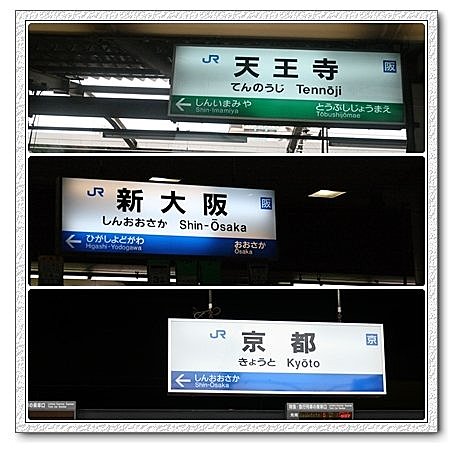 JR 天王寺 阪
てんのうじ Tennōji
しんいまみや とうぶしじょうまえ
Shin-Imamiya Tōbushijōmae
JR 新大阪 阪
しんおおさか Shin-Ōsaka
ひがしよどがわ おおさか
Higashi-Yodogawa Ōsaka
JR 京都 京
きょうと Kyōto
しんおおさか
Shin-Ōsaka